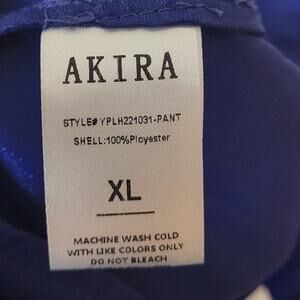 AKIRA
STYLE# YPLH221031-PANT
SHELL:100%Ployester
XL
MACHINE WASH COLD
WITH LIKE COLORS ONLY
DO NOT BLEACH